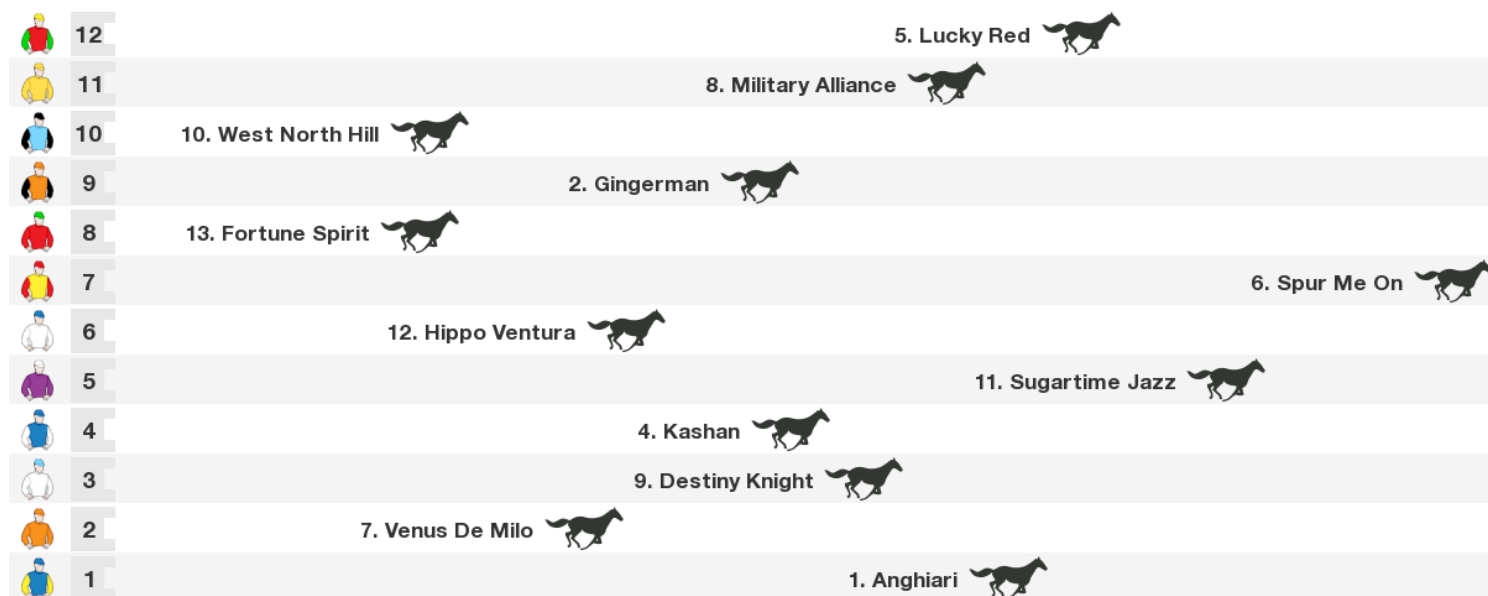 12 5. Lucky Red
11 8. Military Alliance
10 10. West North Hill
9 2. Gingerman
8 13. Fortune Spirit
7 6. Spur Me On
6 12. Hippo Ventura
5 11. Sugartime Jazz
4 4. Kashan
3 9. Destiny Knight
2 7. Venus De Milo
1 1. Anghiari